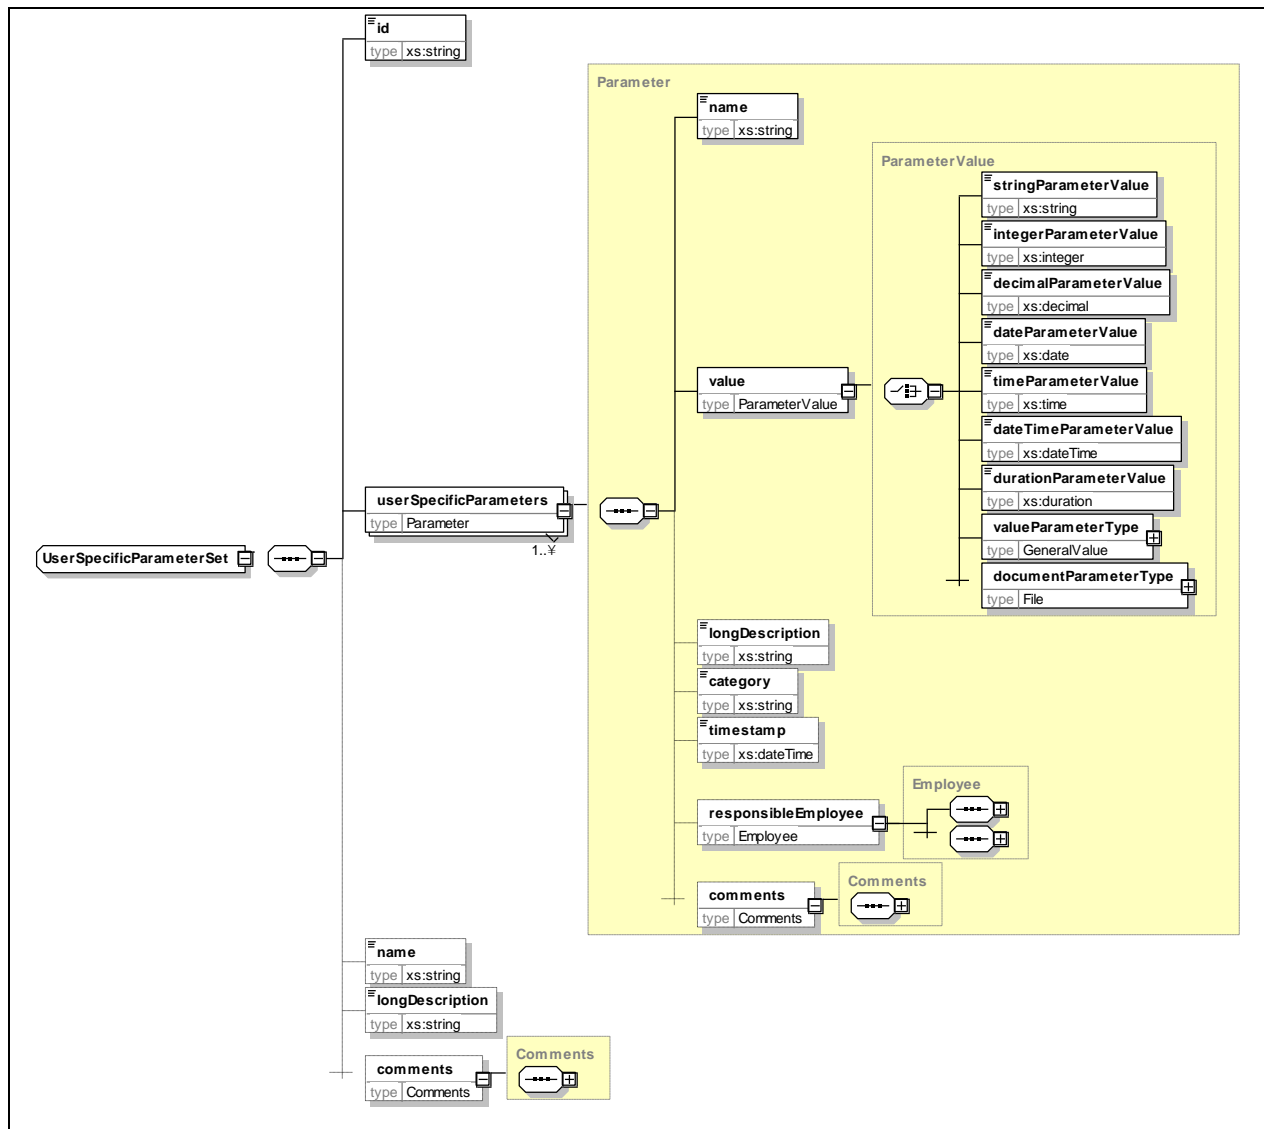 id
type xs:string
Parameter
name
type xs:string
ParameterValue
stringParameterValue
type xs:string
integerParameterValue
type xs:integer
decimalParameterValue
type xs:decimal
dateParameterValue
type xs:date
timeParameterValue
type xs:time
value
type ParameterValue
dateTimeParameterValue
type xs:dateTime
durationParameterValue
type xs:duration
valueParameterType
type GeneralValue
documentParameterType
type File
userSpecificParameters
type Parameter
1..¥
UserSpecificParameterSet
longDescription
type xs:string
category
type xs:string
timestamp
type xs:dateTime
Employee
responsibleEmployee
type Employee
Comments
comments
type Comments
name
type xs:string
longDescription
type xs:string
Comments
comments
type Comments